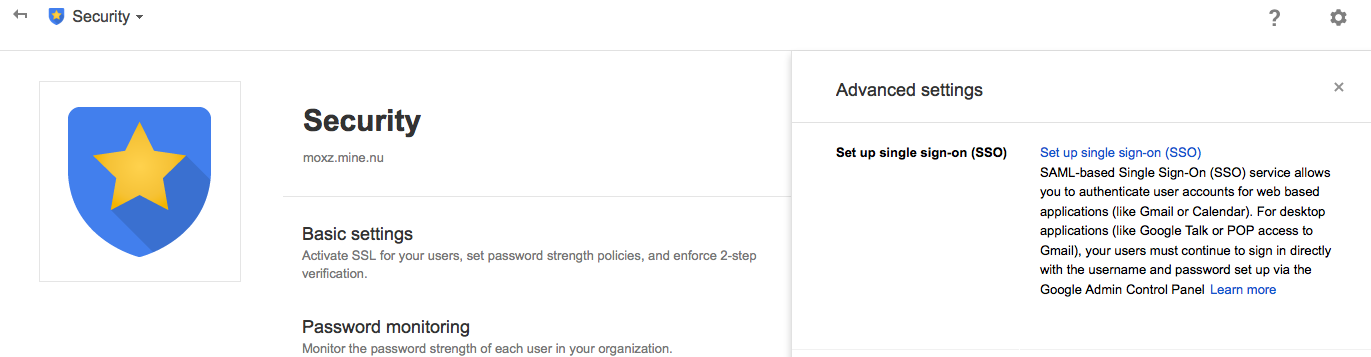 Security
?
Security
moxz.mine.nu
Basic settings
Activate SSL for your users, set password strength policies, and enforce 2-step
verification.
Password monitoring
Monitor the password strength of each user in your organization.
Advanced settings
×
Set up single sign-on (SSO)
Set up single sign-on (SSO)
SAML-based Single Sign-On (SSO) service allows
you to authenticate user accounts for web based
applications (like Gmail or Calendar). For desktop
applications (like Google Talk or POP access to
Gmail), your users must continue to sign in directly
with the username and password set up via the
Google Admin Control Panel Learn more